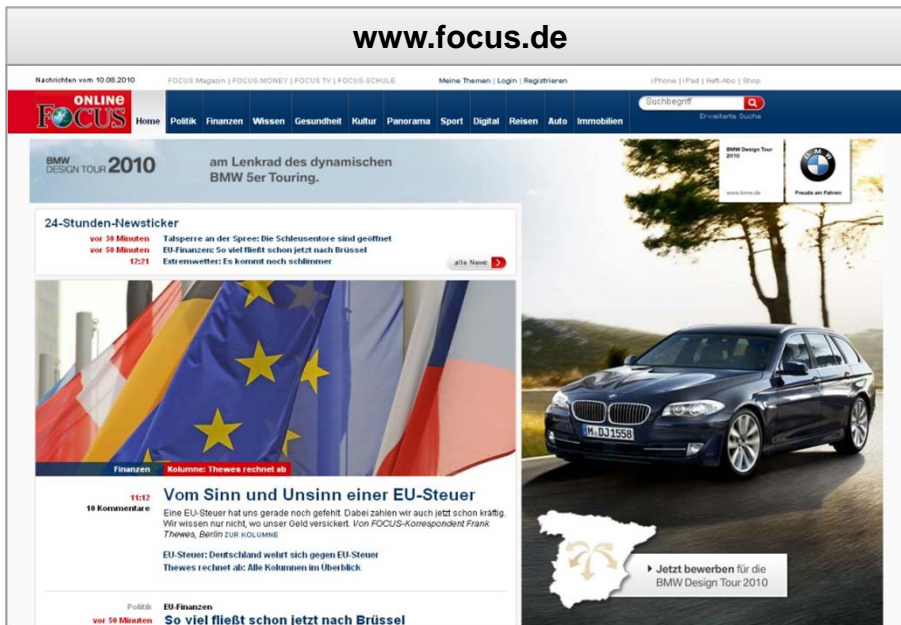 www.focus.de
Nachrichten vom 10.08.2010
FOCUS Magazin | FOCUS-MONEY | FOCUS TV | FOCUS-SCHULE
Meine Themen | Login | Registrieren
iPhone | iPad | Heft-Abo | Shop
ONLINE
FOCUS
Home Politik Finanzen Wissen Gesundheit Kultur Panorama Sport Digital Reisen Auto Immobilien
Suchbegriff
Erweiterte Suche
BMW
DESIGN TOUR 2010
am Lenkrad des dynamischen
BMW 5er Touring.
BMW Design Tour
2010
www.bmw.de
BMW
Freude am Fahren
24-Stunden-Newsticker
vor 30 Minuten Talsperre an der Spree: Die Schleusentore sind geöffnet
vor 50 Minuten EU-Finanzen: So viel fließt schon jetzt nach Brüssel
12:21 Extremwetter: Es kommt noch schlimmer
alle News
M-DJ1558
Finanzen Kolumne: Thewes rechnet ab
11:12 Vom Sinn und Unsinn einer EU-Steuer
10 Kommentare
Eine EU-Steuer hat uns gerade noch gefehlt. Dabei zahlen wir auch jetzt schon kräftig.
Wir wissen nur nicht, wo unser Geld versickert. Von FOCUS-Korrespondent Frank
Thewes, Berlin ZUR KOLUMNE
EU-Steuer: Deutschland wehrt sich gegen EU-Steuer
Thewes rechnet ab: Alle Kolumnen im Überblick
Jetzt bewerben für die
BMW Design Tour 2010
Politik EU-Finanzen
vor 50 Minuten So viel fließt schon jetzt nach Brüssel